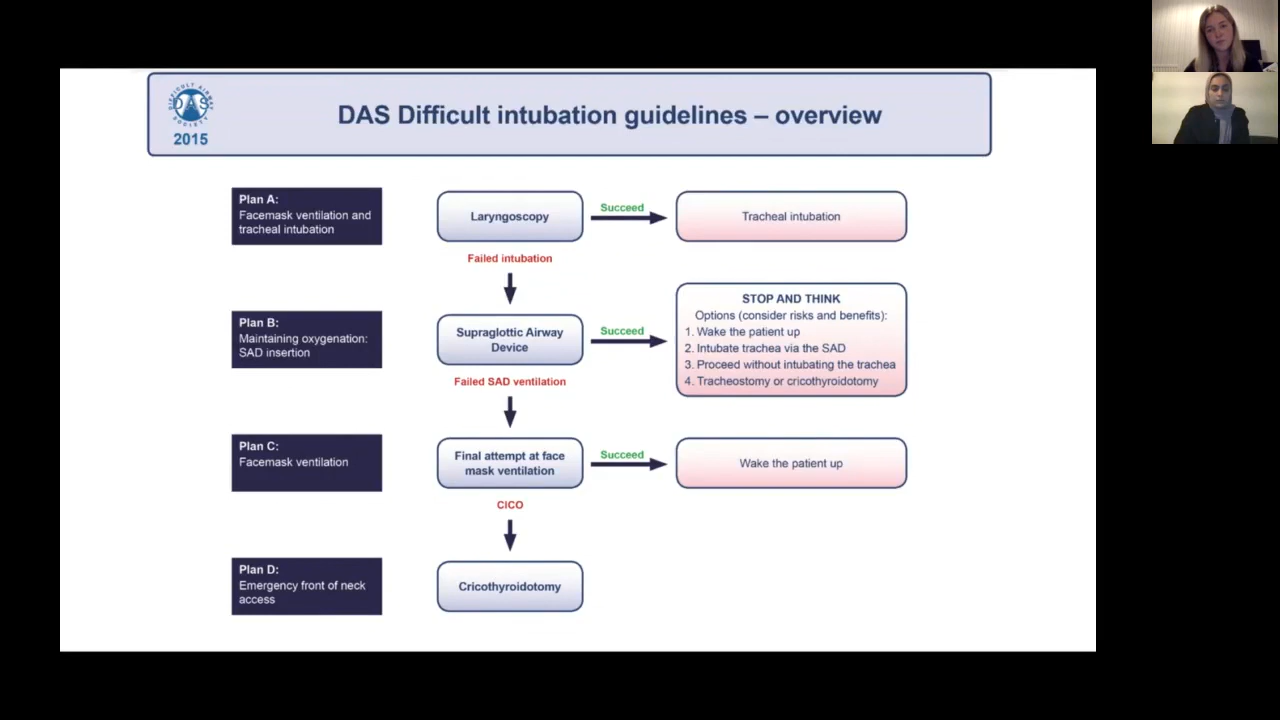 DIFFICULT AIRWAY
DAS
SOCIETY
2015
DAS Difficult intubation guidelines – overview
Plan A:
Facemask ventilation and
tracheal intubation
Laryngoscopy
Succeed
Tracheal intubation
Failed intubation
Plan B:
Maintaining oxygenation:
SAD insertion
Supraglottic Airway
Device
Succeed
STOP AND THINK
Options (consider risks and benefits):
1. Wake the patient up
2. Intubate trachea via the SAD
3. Proceed without intubating the trachea
4. Tracheostomy or cricothyroidotomy
Failed SAD ventilation
Plan C:
Facemask ventilation
Final attempt at face
mask ventilation
Succeed
Wake the patient up
CICO
Plan D:
Emergency front of neck
access
Cricothyroidotomy